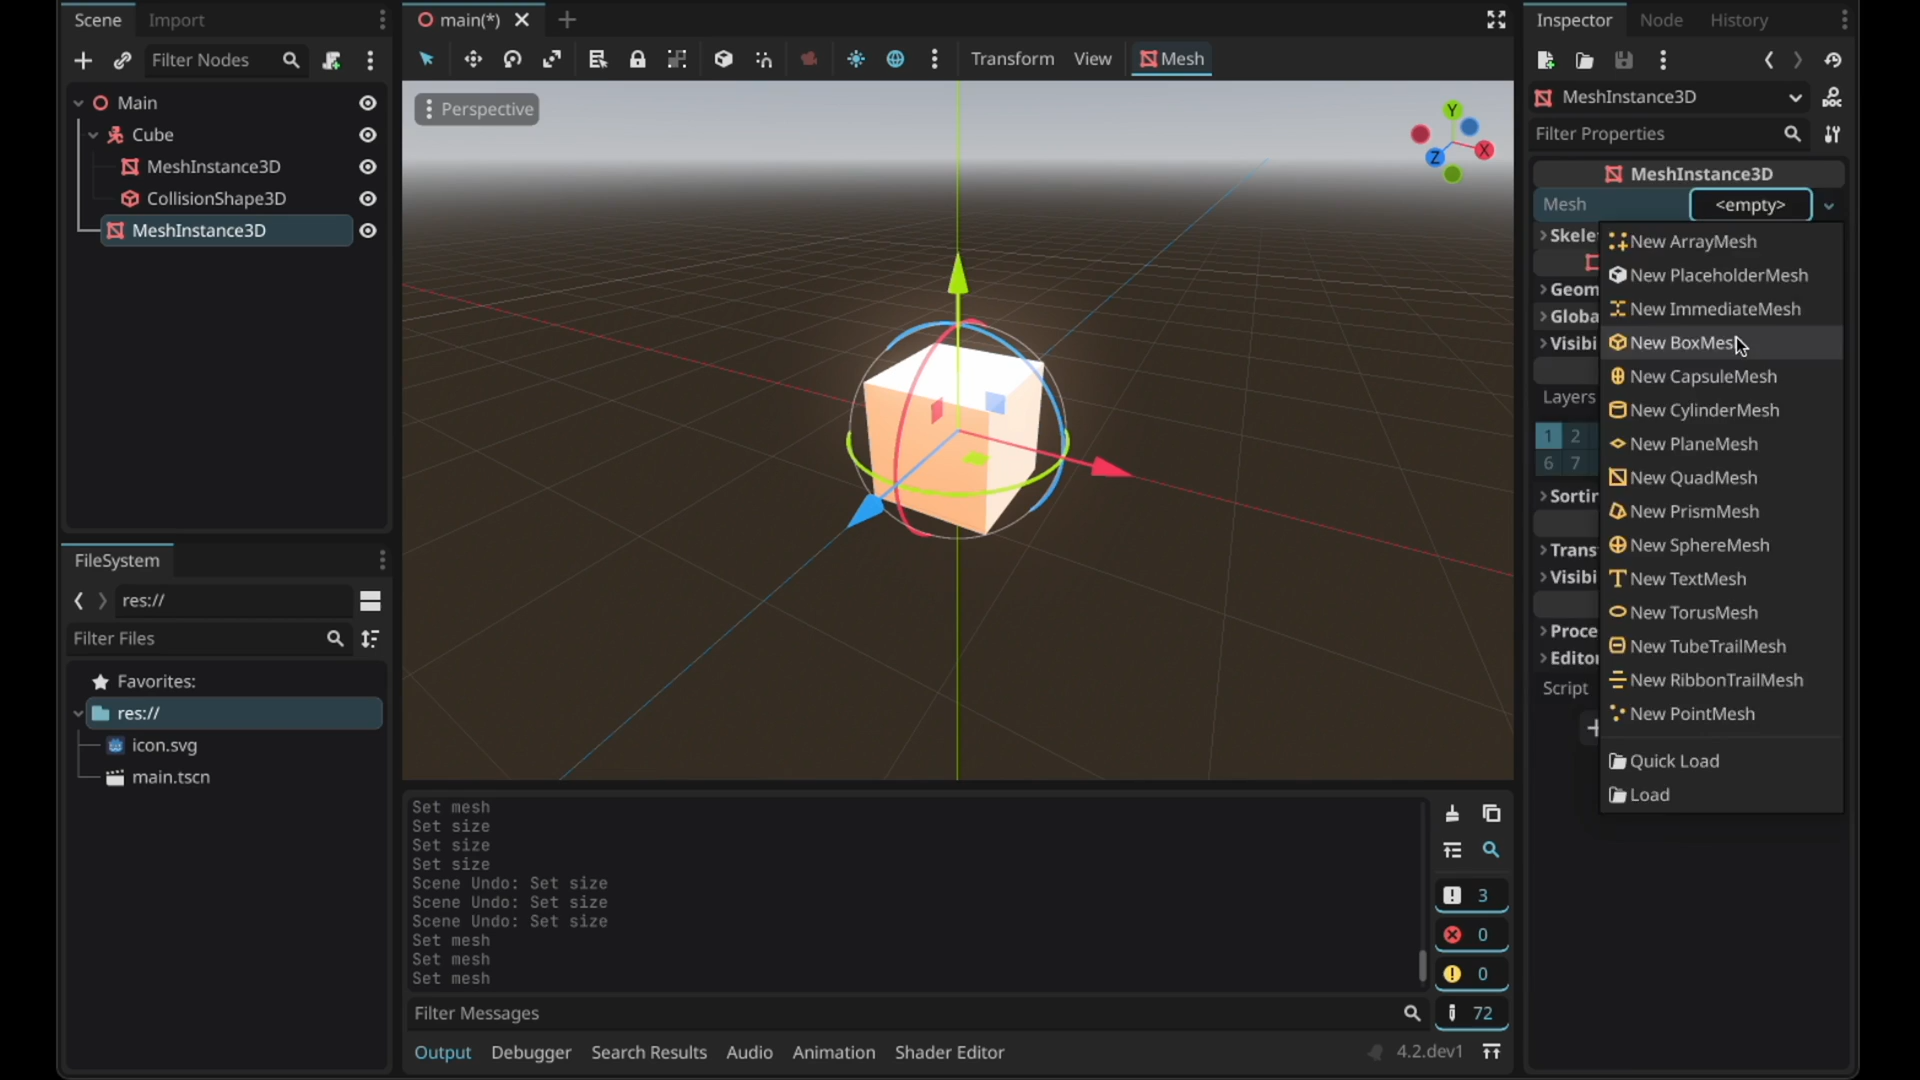 Scene
Import
Filter Nodes
Main
Cube
MeshInstance3D
CollisionShape3D
MeshInstance3D
FileSystem
res://
Filter Files
Favorites:
res://
icon.svg
main.tscn
main(*)
Transform
View
Mesh
Perspective
Y
Z
X
Set mesh
Set size
Set size
Set size
Scene Undo: Set size
Scene Undo: Set size
Scene Undo: Set size
Set mesh
Set mesh
Set mesh
3
0
0
72
Filter Messages
Output
Debugger
Search Results
Audio
Animation
Shader Editor
4.2.dev1
Inspector
Node
History
MeshInstance3D
DOC
Filter Properties
MeshInstance3D
Mesh
<empty>
Skele
Geom
Globa
Visibi
Layers
1 2
6 7
Sortin
Trans
Visibi
Proce
Editor
Script
New ArrayMesh
New PlaceholderMesh
New ImmediateMesh
New BoxMesh
New CapsuleMesh
New CylinderMesh
New PlaneMesh
New QuadMesh
New PrismMesh
New SphereMesh
New TextMesh
New TorusMesh
New TubeTrailMesh
New RibbonTrailMesh
New PointMesh
Quick Load
Load